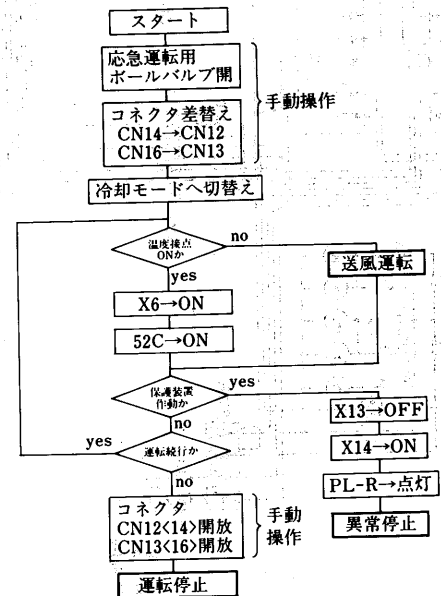 スタート
応急運転用
ボールバルブ開
手動操作
コネクタ差替え
CN14→CN12
CN16→CN13
冷却モードへ切替え
温度接点
ONか
no
yes
送風運転
X6→ON
52C→ON
保護装置
作動か
yes
no
X13→OFF
yes
運転続行か
X14→ON
no
PL-R→点灯
コネクタ
CN12<14>開放
CN13<16>開放
手動
操作
異常停止
運転停止